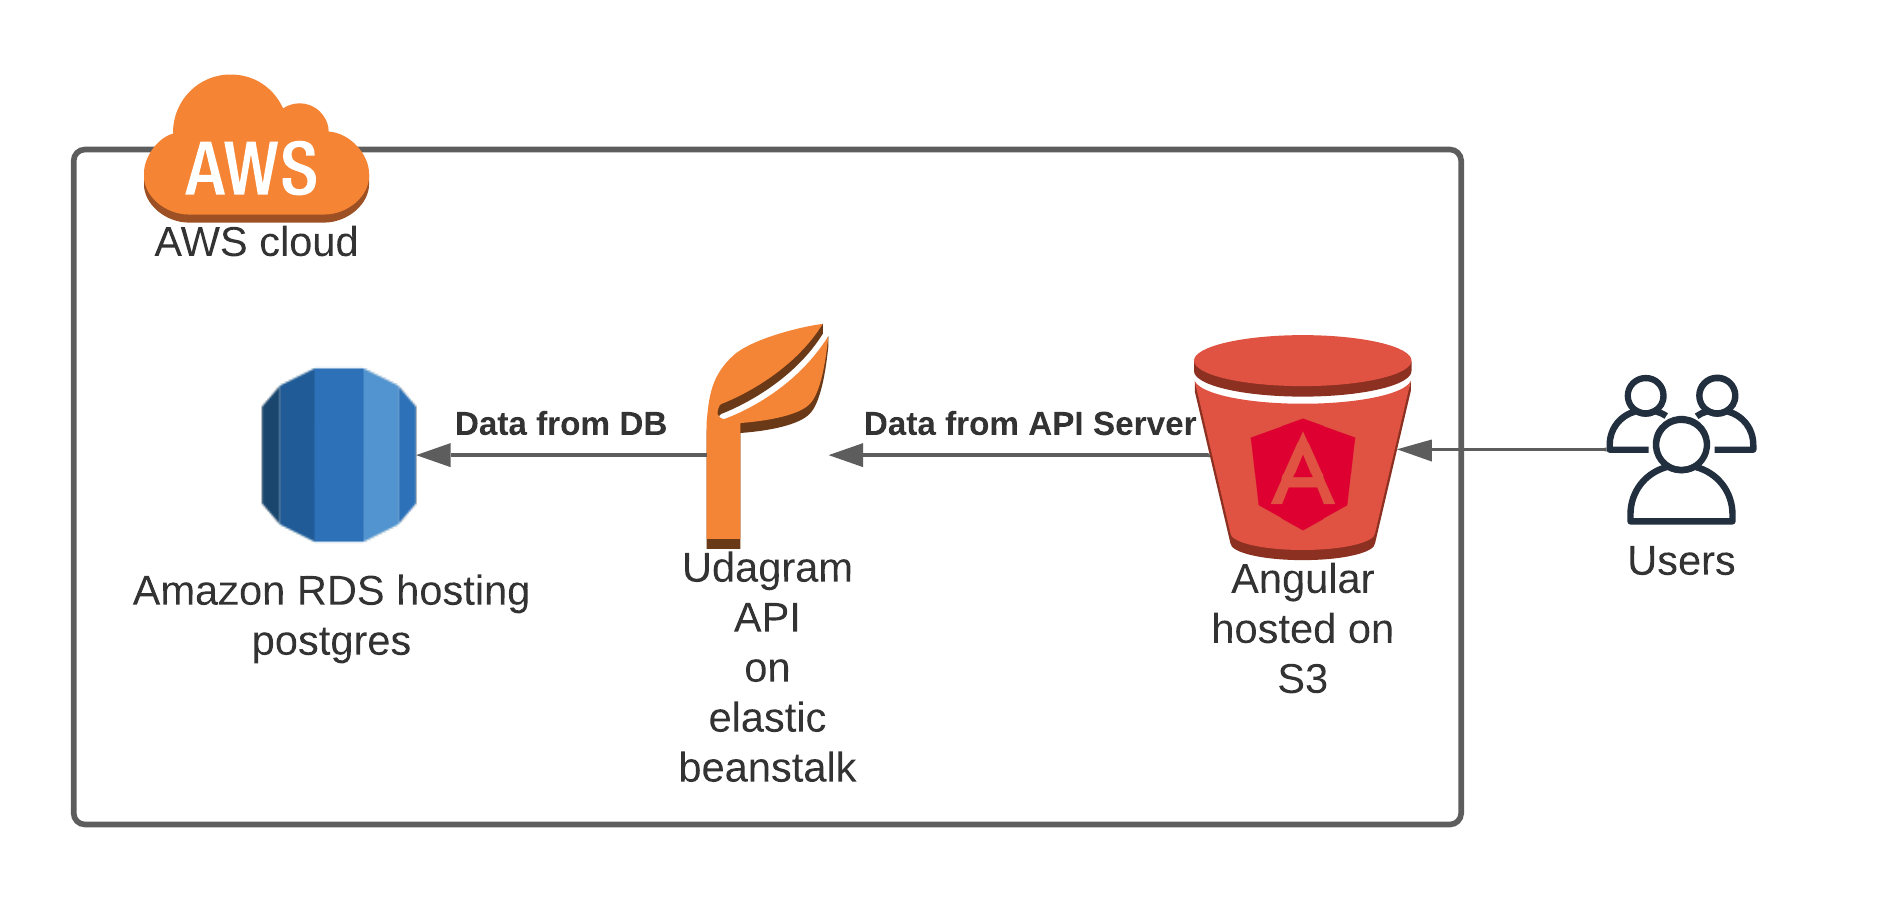 AWS
AWS cloud
Data from DB
Data from API Server
Amazon RDS hosting
postgres
Udagram
API
on
elastic
beanstalk
Angular
hosted on
S3
Users